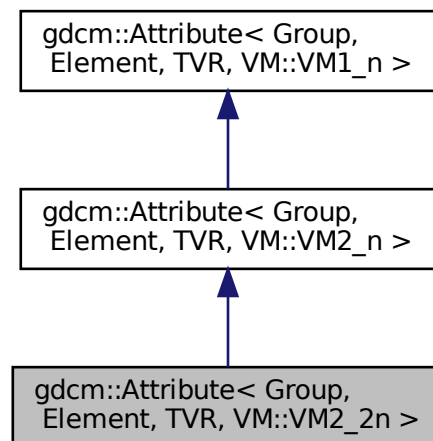 gdcm::Attribute< Group,
Element, TVR, VM::VM1_n >
gdcm::Attribute< Group,
Element, TVR, VM::VM2_n >
gdcm::Attribute< Group,
Element, TVR, VM::VM2_2n >